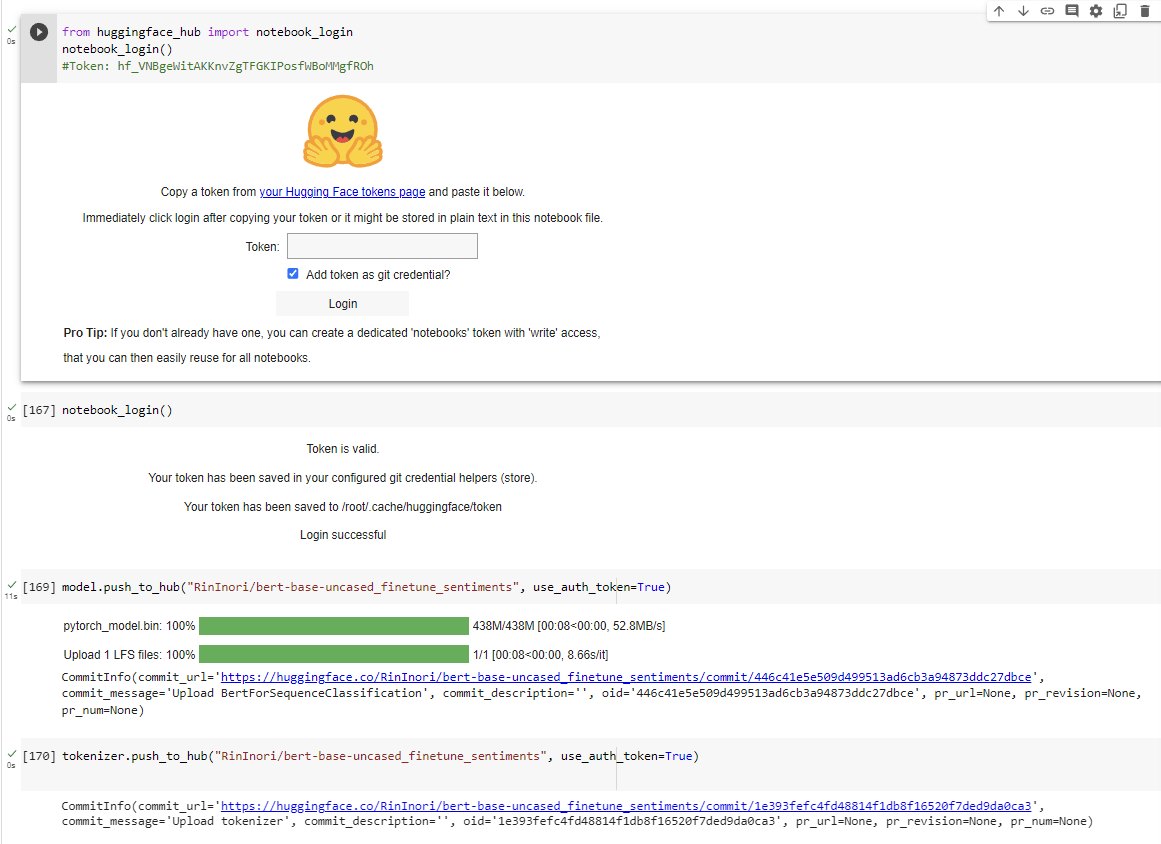 0s
from huggingface_hub import notebook_login
notebook_login()
#Token: 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
Copy a token from your Hugging Face tokens page and paste it below.
Immediately click login after copying your token or it might be stored in plain text in this notebook file.
Token:
Add token as git credential?
Login
Pro Tip: If you don't already have one, you can create a dedicated 'notebooks' token with 'write' access,
that you can then easily reuse for all notebooks.
0s
[167] notebook_login()
Token is valid.
Your token has been saved in your configured git credential helpers (store).
Your token has been saved to /root/.cache/huggingface/token
Login successful
11s
[169] model.push_to_hub("RinInori/bert-base-uncased_finetune_sentiments", use_auth_token=True)
pytorch_model.bin: 100% 438M/438M [00:08<00:00, 52.8MB/s]
Upload 1 LFS files: 100% 1/1 [00:08<00:00, 8.66s/it]
CommitInfo(commit_url='https://huggingface.co/RinInori/bert-base-uncased_finetune_sentiments/commit/446c41e5e509d499513ad6cb3a94873ddc27dbce',
commit_message='Upload BertForSequenceClassification', commit_description='', oid='446c41e5e509d499513ad6cb3a94873ddc27dbce', pr_url=None, pr_revision=None,
pr_num=None)
0s
[170] tokenizer.push_to_hub("RinInori/bert-base-uncased_finetune_sentiments", use_auth_token=True)
CommitInfo(commit_url='https://huggingface.co/RinInori/bert-base-uncased_finetune_sentiments/commit/1e393fefc4fd48814f1db8f16520f7ded9da0ca3',
commit_message='Upload tokenizer', commit_description='', oid='1e393fefc4fd48814f1db8f16520f7ded9da0ca3', pr_url=None, pr_revision=None, pr_num=None)